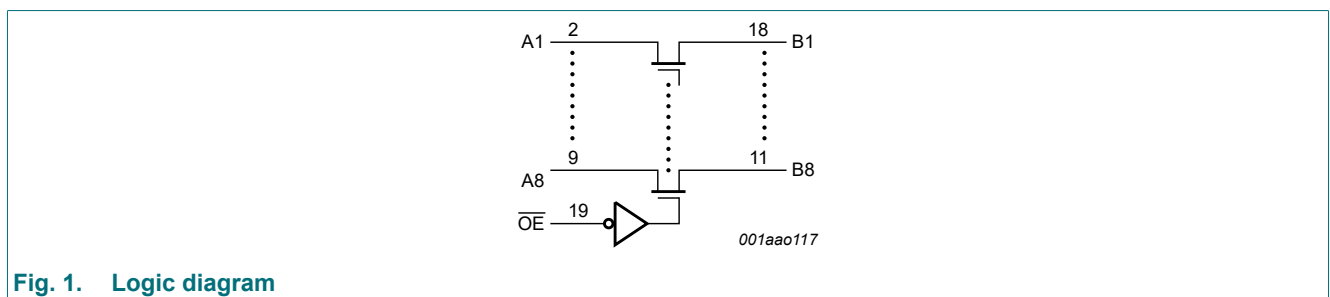 A1 2 18 B1
A8 9 11 B8
OE 19
001aao117
Fig. 1. Logic diagram